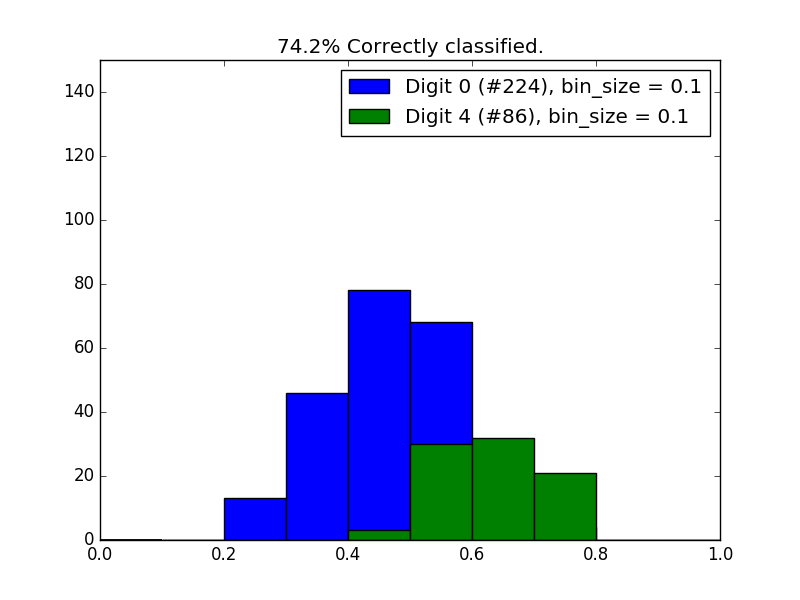 74.2% Correctly classified.
Digit 0 (#224), bin_size = 0.1
Digit 4 (#86), bin_size = 0.1
140
120
100
80
60
40
20
0
0.0 0.2 0.4 0.6 0.8 1.0